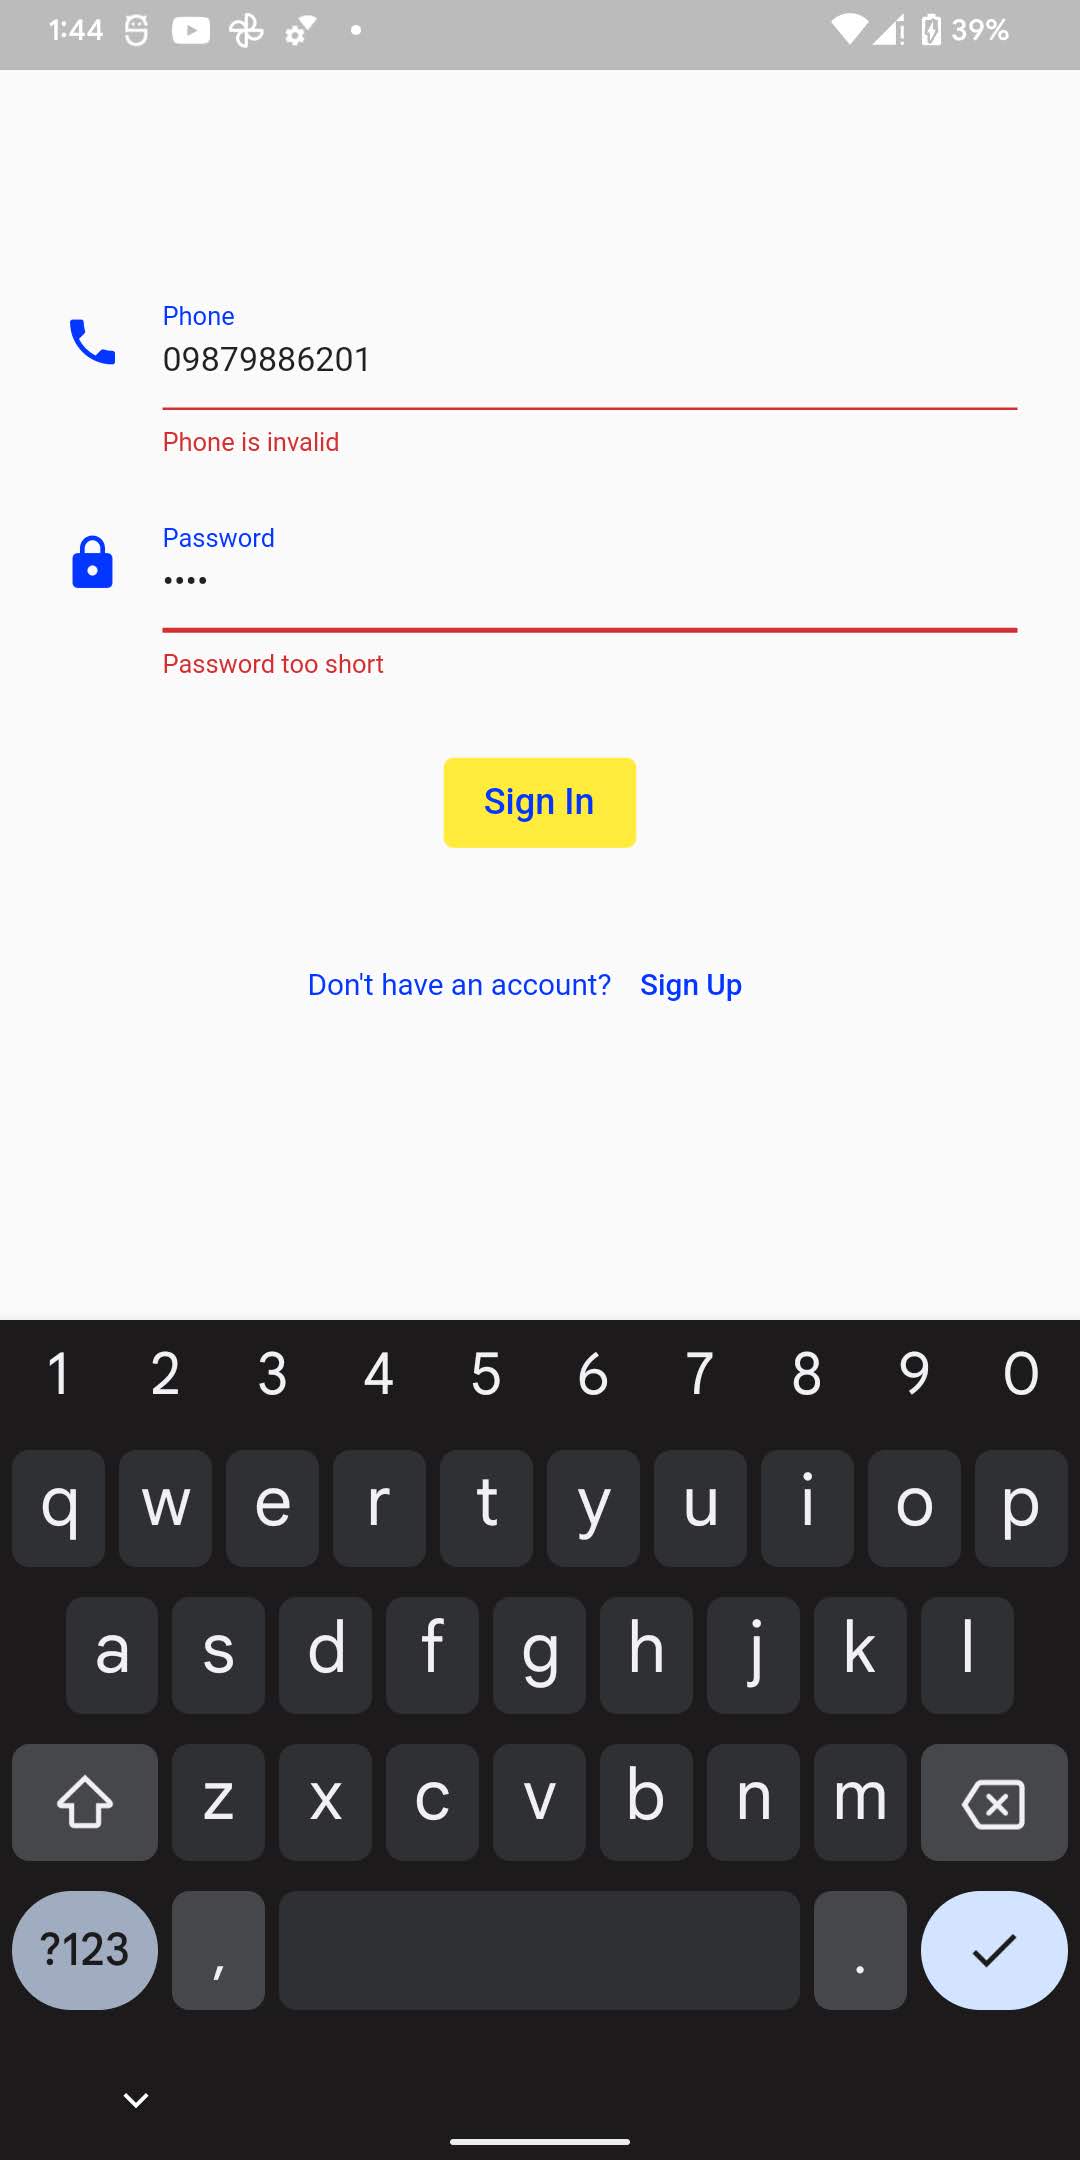 1:44 39%
Phone
09879886201
Phone is invalid
Password
••••
Password too short
Sign In
Don't have an account? Sign Up
1 2 3 4 5 6 7 8 9 0
q w e r t y u i o p
a s d f g h j k l
z x c v b n m
?123 , .